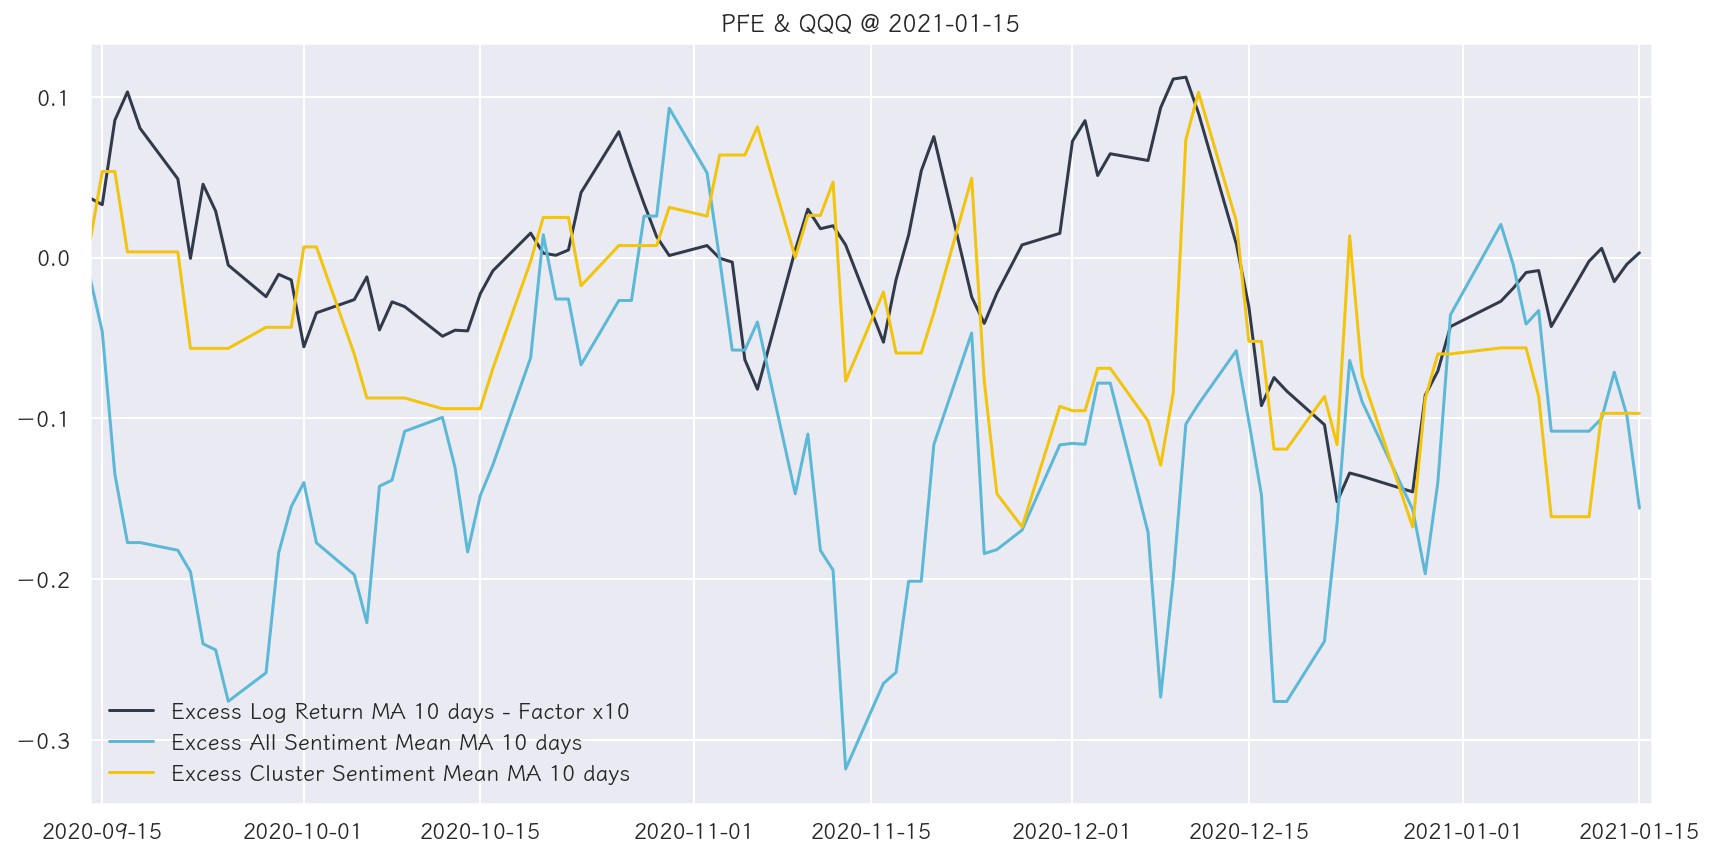 PFE & QQQ @ 2021-01-15
0.1
0.0
−0.1
−0.2
−0.3
Excess Log Return MA 10 days - Factor x10
Excess All Sentiment Mean MA 10 days
Excess Cluster Sentiment Mean MA 10 days
2020-09-15 2020-10-01 2020-10-15 2020-11-01 2020-11-15 2020-12-01 2020-12-15 2021-01-01 2021-01-15